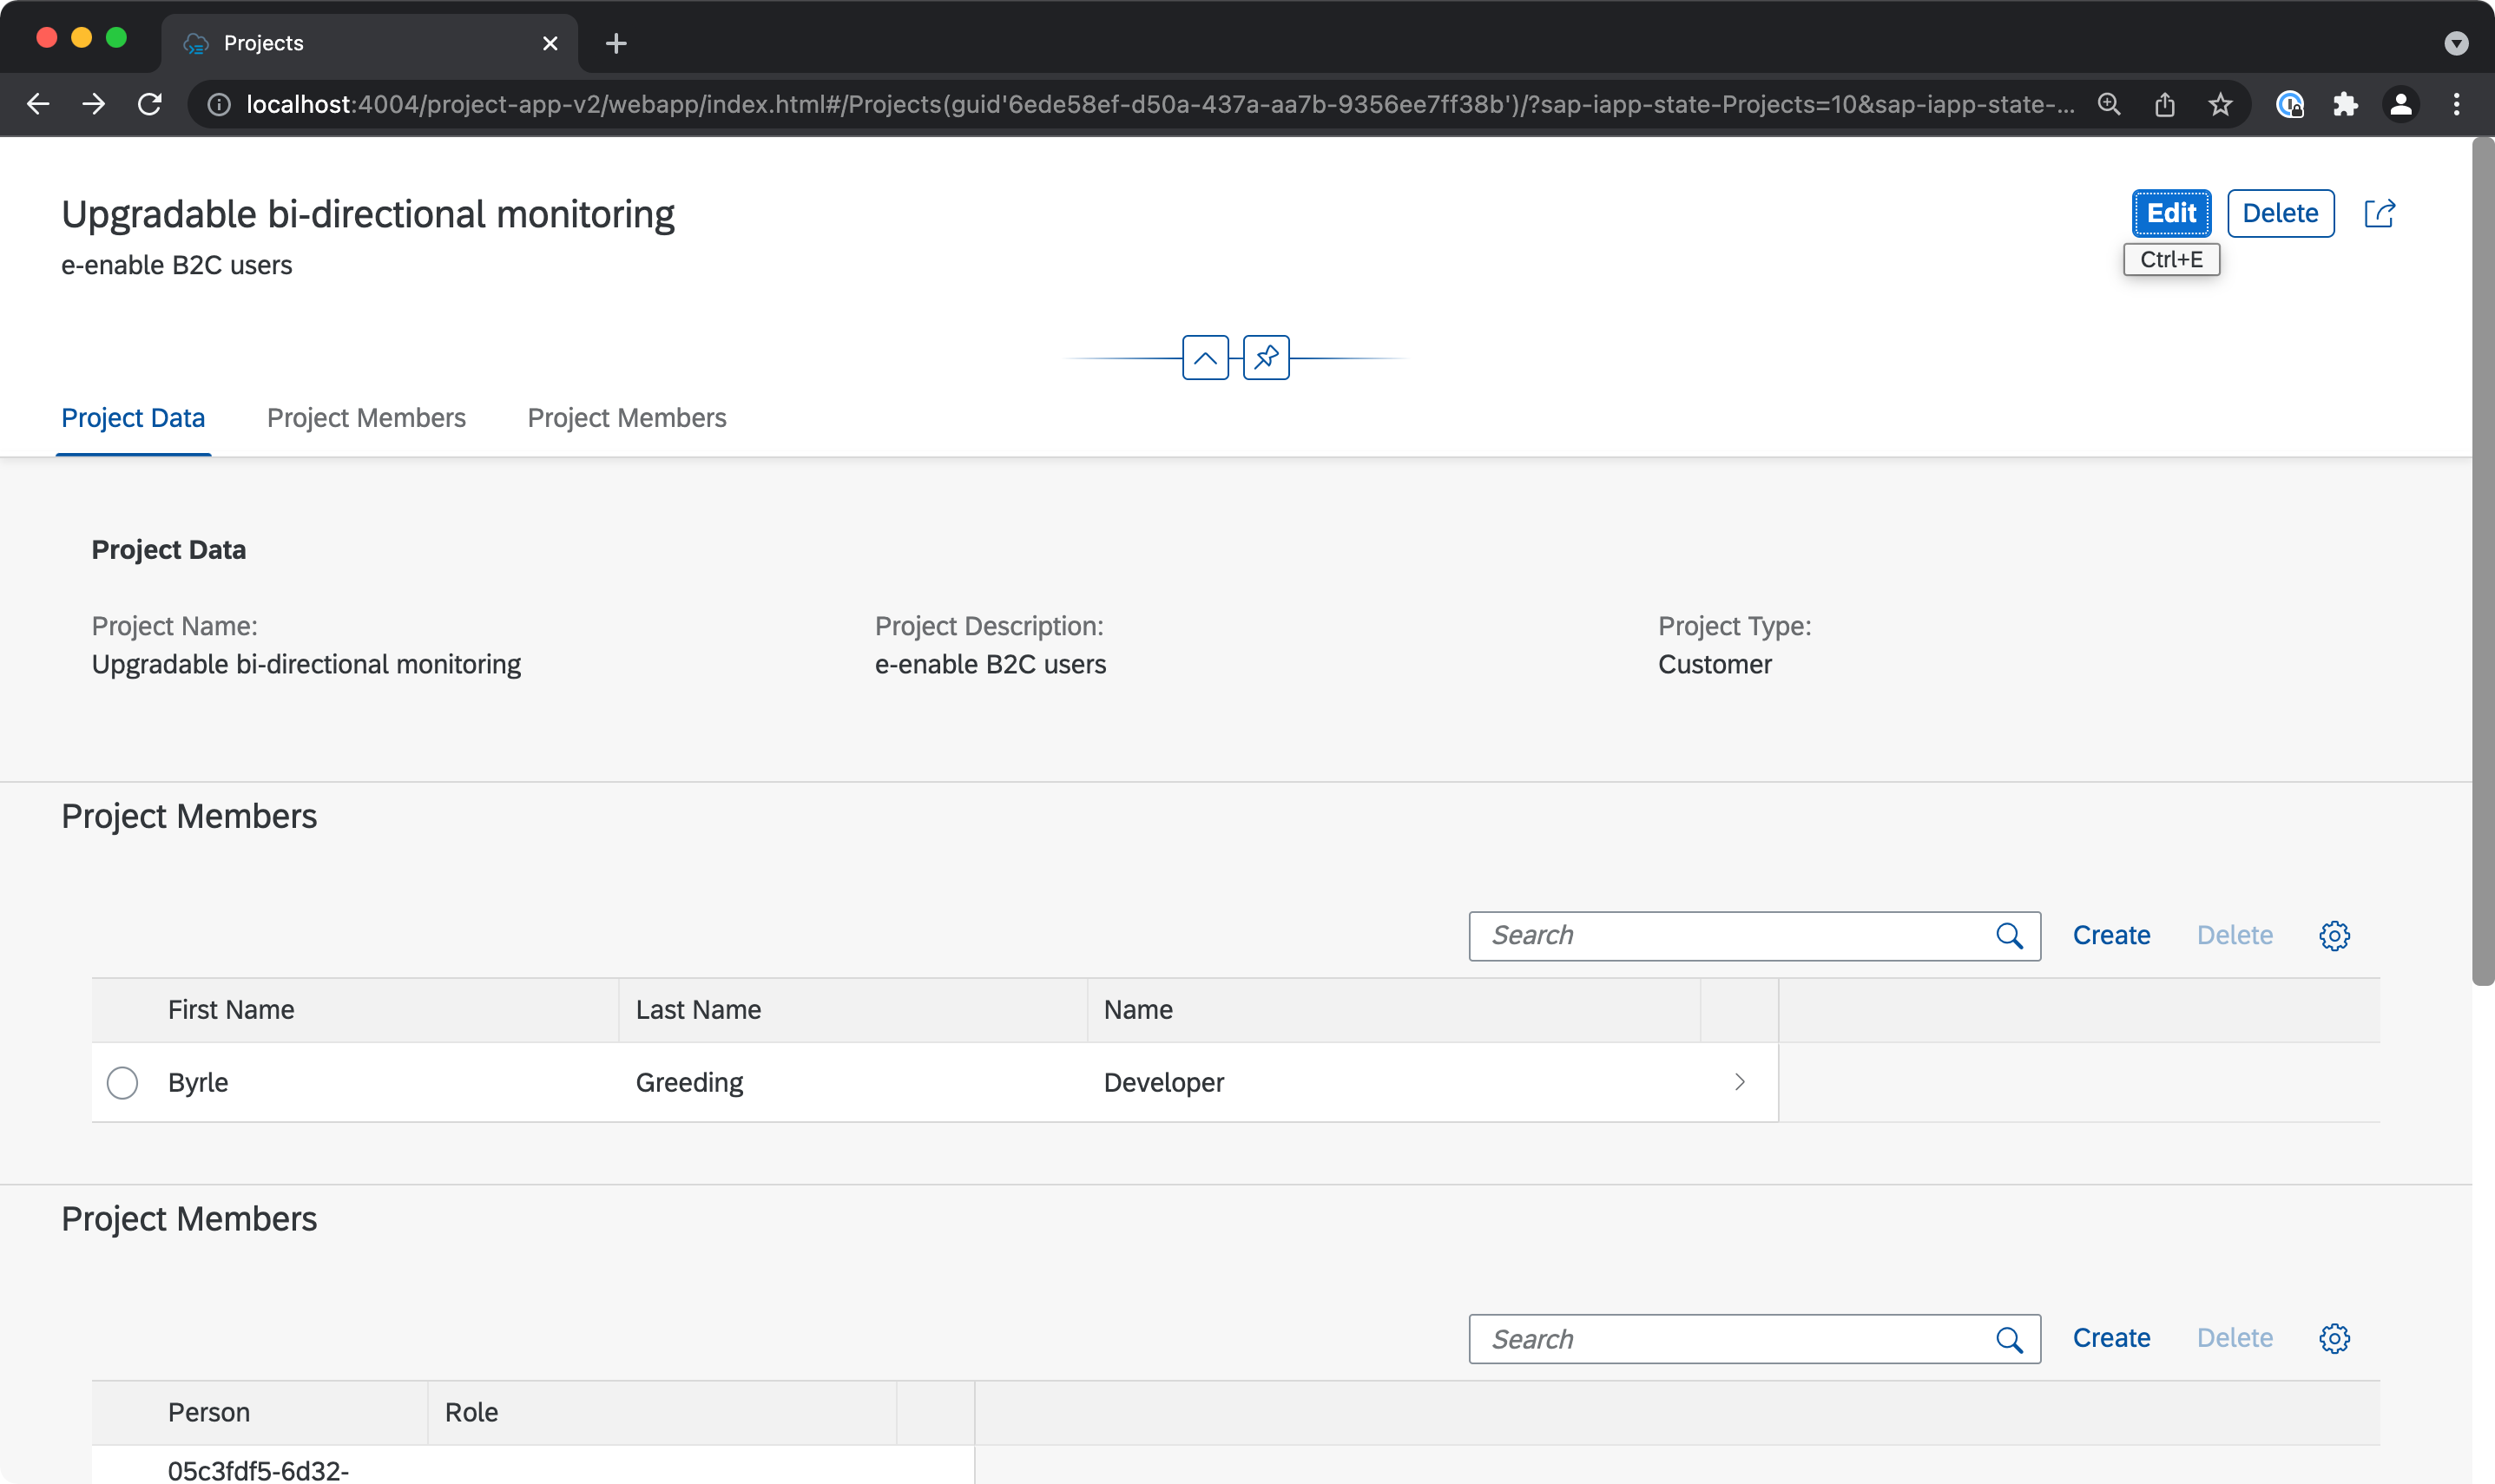 Projects
localhost:4004/project-app-v2/webapp/index.html#/Projects(guid'6ede58ef-d50a-437a-aa7b-9356ee7ff38b')/?sap-iapp-state-Projects=10&sap-iapp-state-...
Upgradable bi-directional monitoring
Edit Delete
e-enable B2C users
Ctrl+E
Project Data Project Members Project Members
Project Data
Project Name: Project Description: Project Type:
Upgradable bi-directional monitoring e-enable B2C users Customer
Project Members
Search Create Delete
First Name Last Name Name
Byrle Greeding Developer
Project Members
Search Create Delete
Person Role
05c3fdf5-6d32-